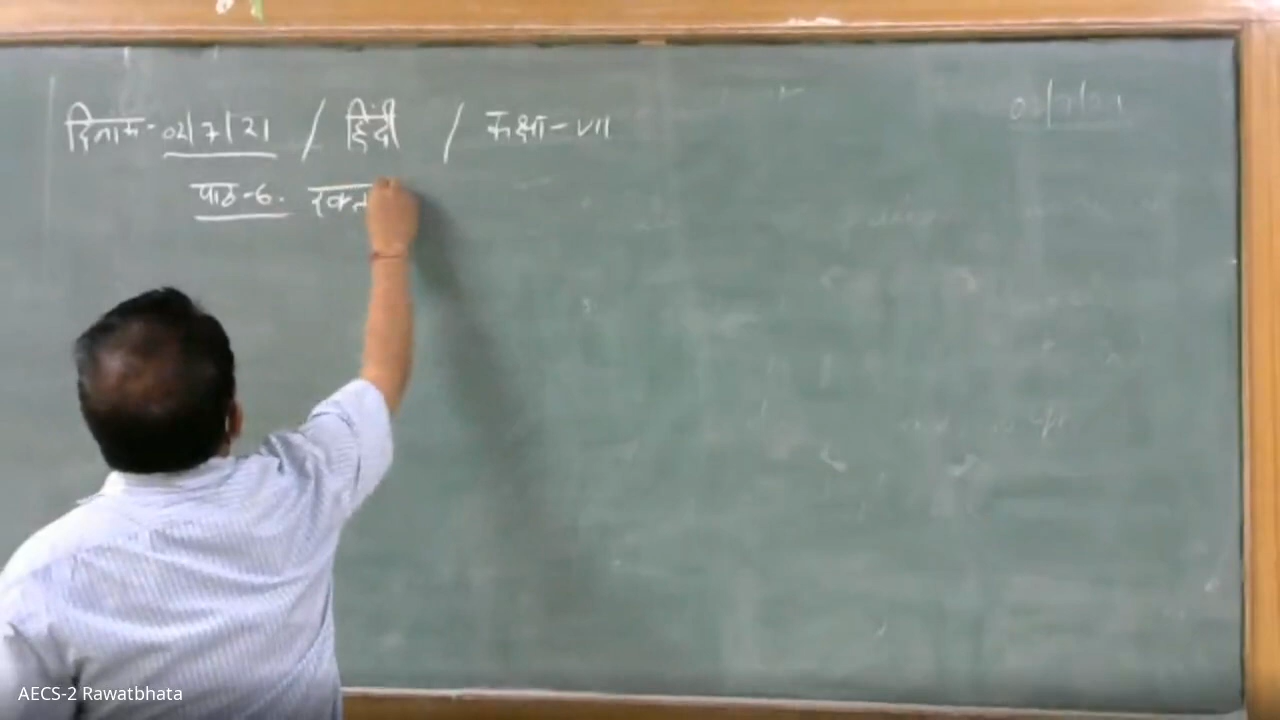 दिनांक- 02/7/21 / हिंदी / कक्षा-VII
पाठ-6. रक्त
AECS-2 Rawatbhata